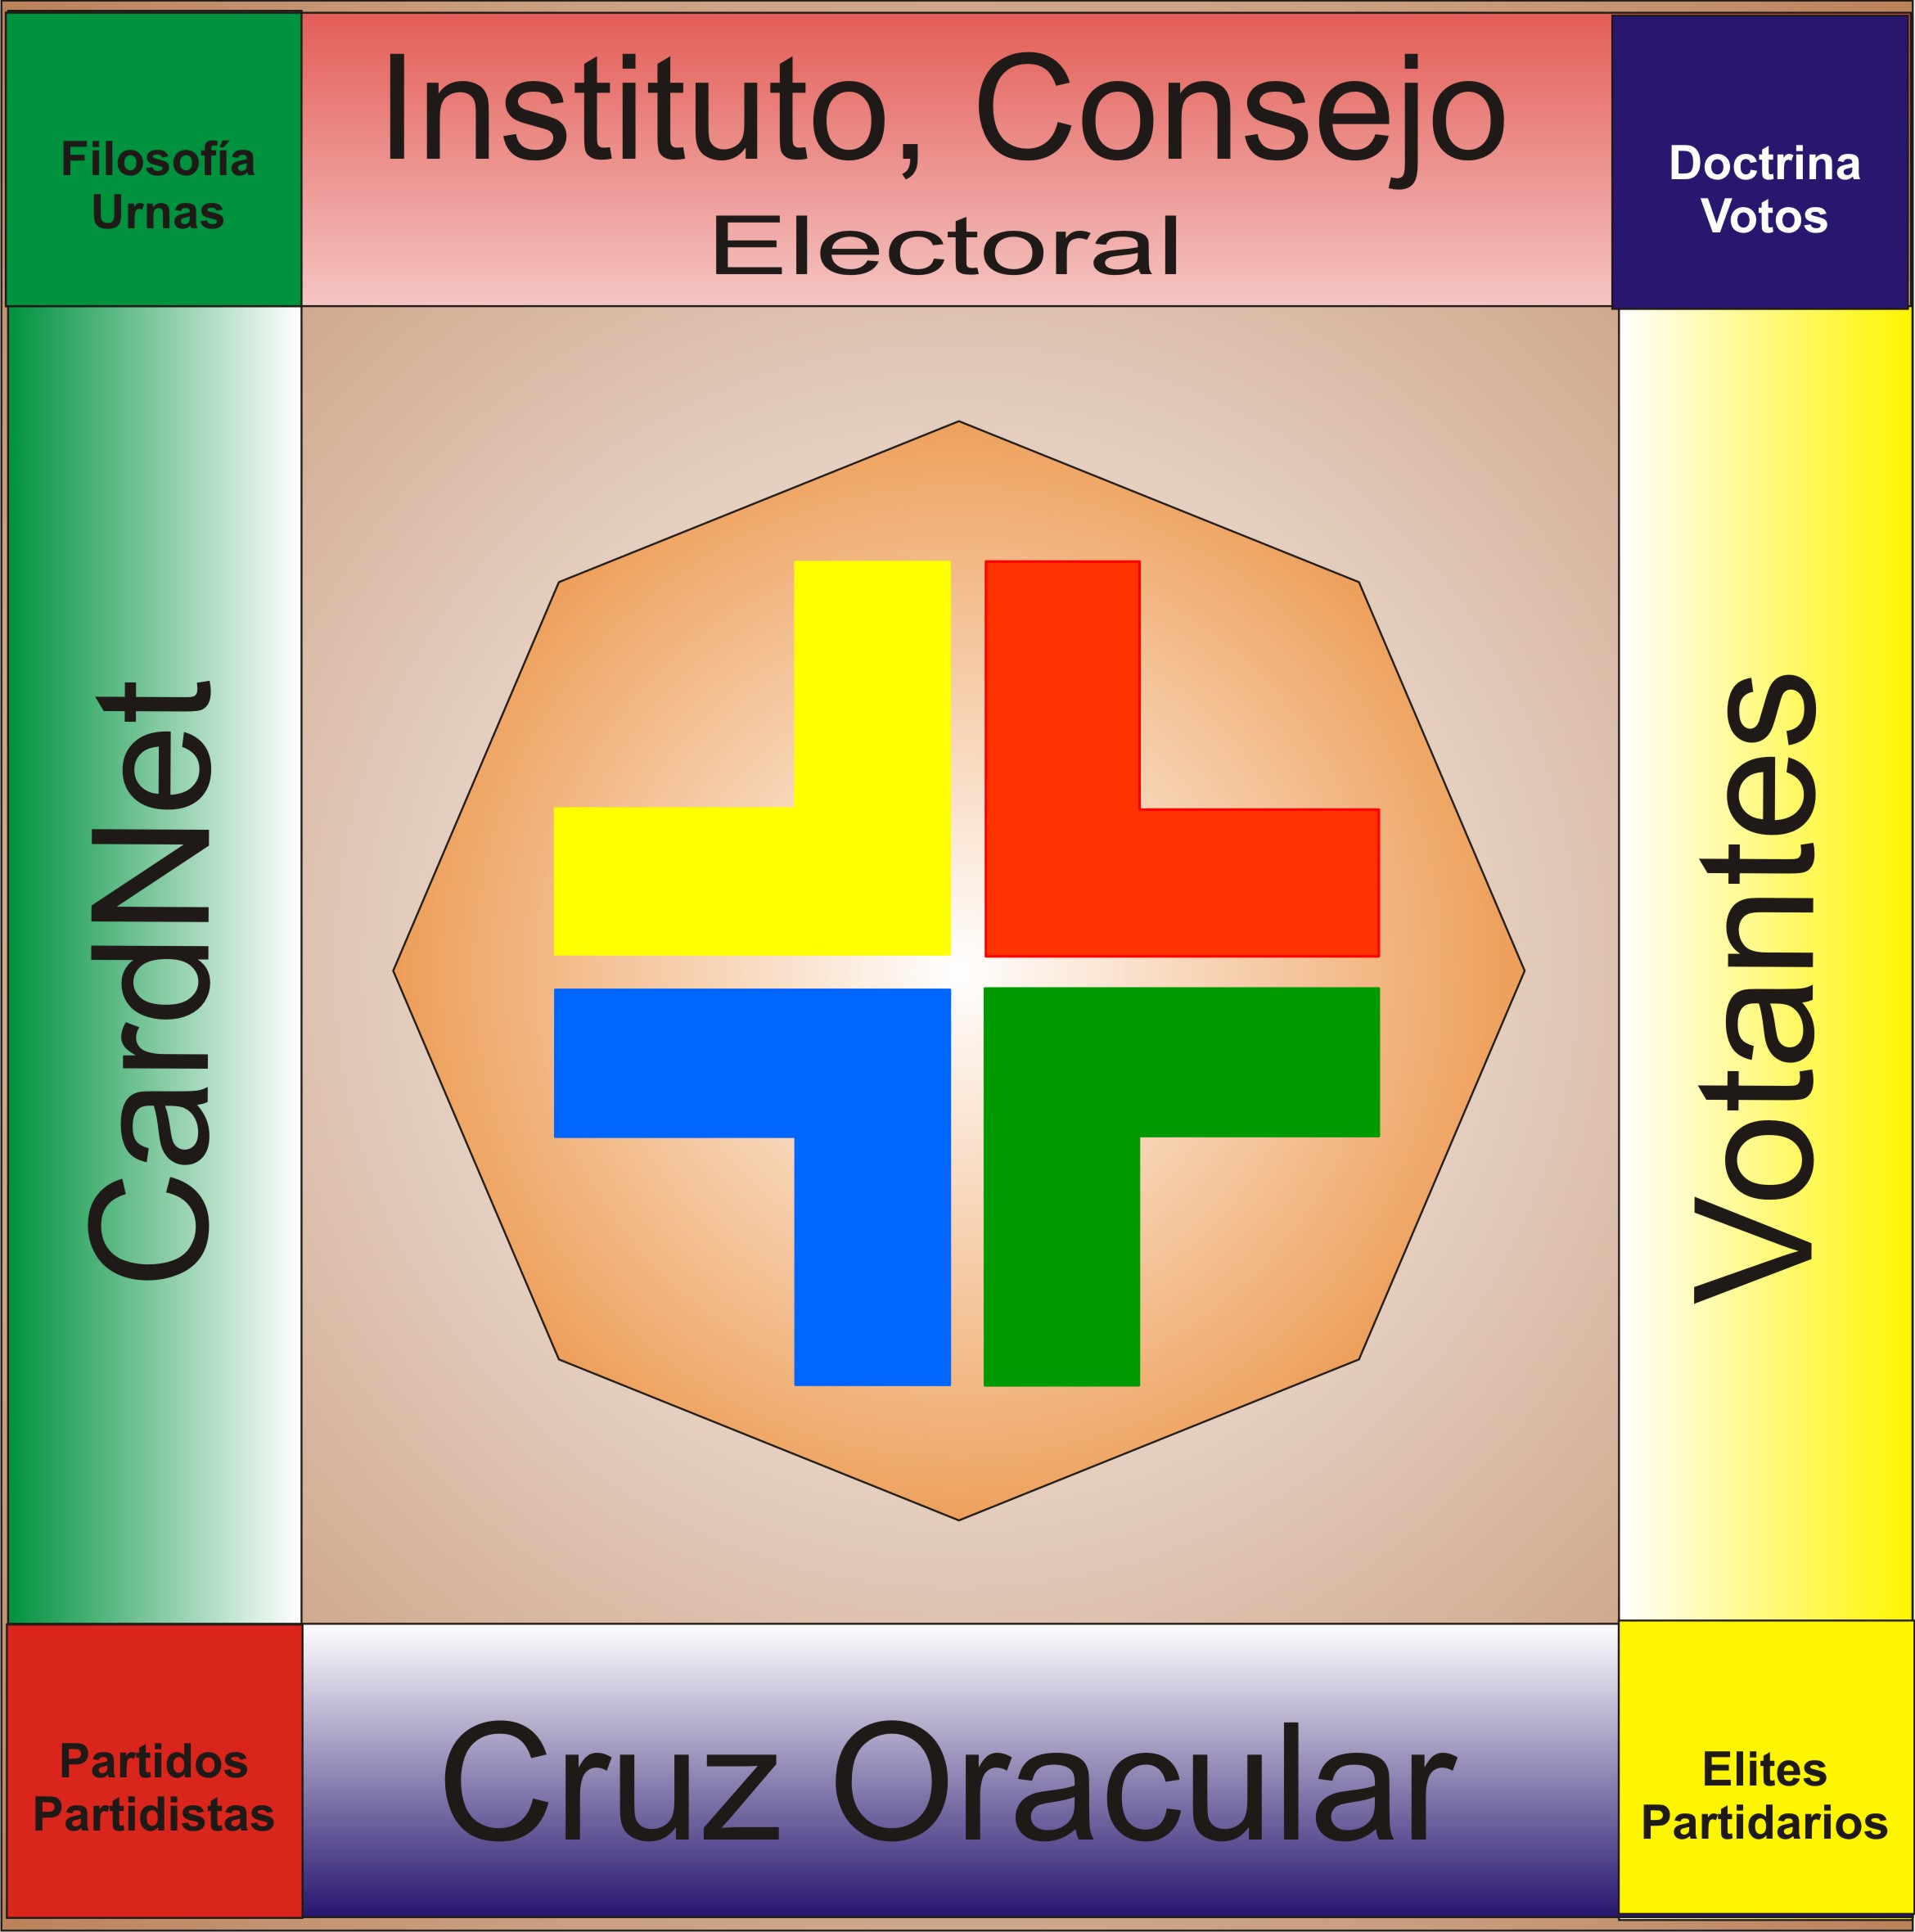 Filosofía
Urnas
Instituto, Consejo
Electoral
Doctrina
Votos
CardNet
Votantes
Partidos
Partidistas
Cruz Oracular
Elites
Partidarios